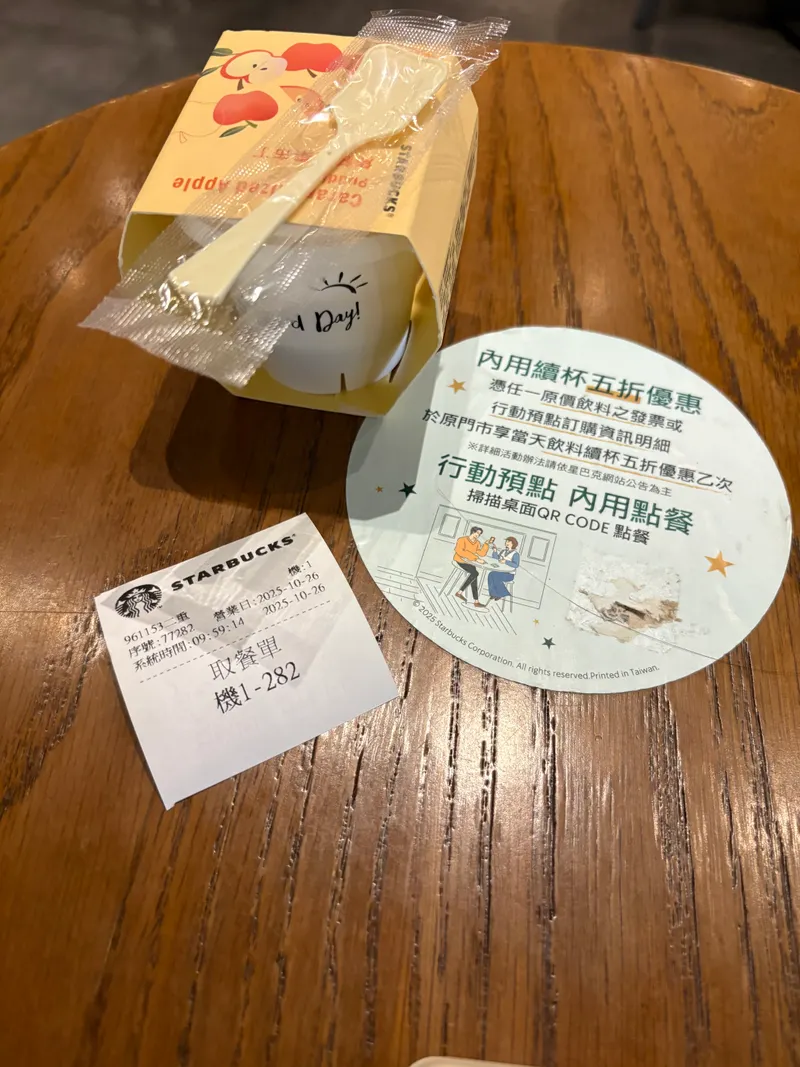 Caramelized Apple
Pudding
STARBUCKS®
Day!
內用續杯五折優惠
憑任一原價飲料之發票或
行動預點訂購資訊明細
於原門市享當天飲料續杯五折優惠乙次
※詳細活動辦法請依星巴克網站公告為主
行動預點 內用點餐
掃描桌面QR CODE 點餐
© 2025 Starbucks Corporation. All rights reserved.Printed in Taiwan.
STARBUCKS®
機:1
961153 重 營業日:2025-10-26
序號:77282 2025-10-26
系統時間:09:59:14
取餐單
機1-282